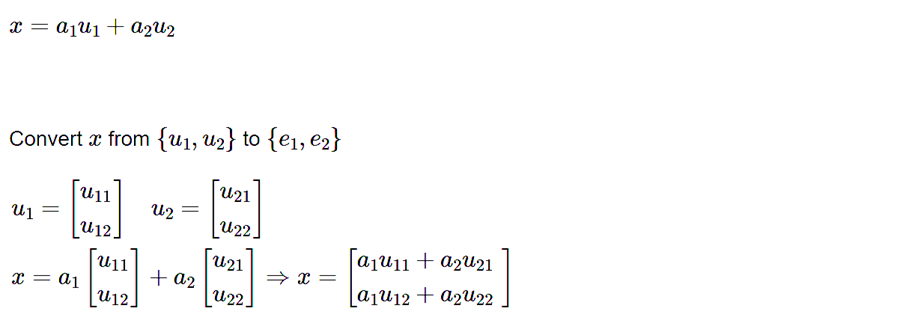 x = a₁u₁ + a₂u₂
Convert x from {u₁, u₂} to {e₁, e₂}
u₁ = [u₁₁ u₁₂] u₂ = [u₂₁ u₂₂]
x = a₁ [u₁₁ u₁₂] + a₂ [u₂₁ u₂₂] ⇒ x = [a₁u₁₁ + a₂u₂₁ a₁u₁₂ + a₂u₂₂]